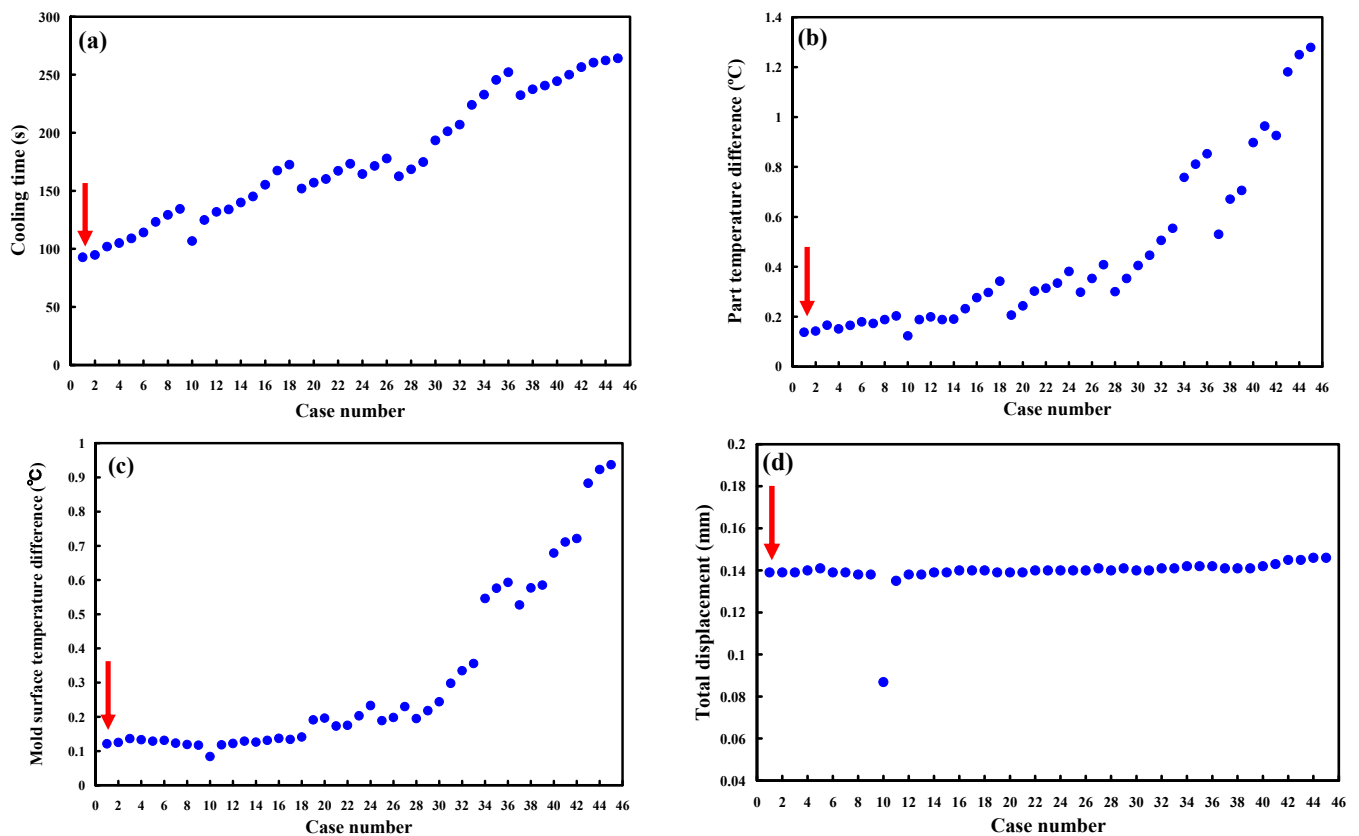 (a)
Cooling time (s)
300
250
200
150
100
50
0
0 2 4 6 8 10 12 14 16 18 20 22 24 26 28 30 32 34 36 38 40 42 44 46
Case number
(b)
Part temperature difference (ºC)
1.4
1.2
1
0.8
0.6
0.4
0.2
0
0 2 4 6 8 10 12 14 16 18 20 22 24 26 28 30 32 34 36 38 40 42 44 46
Case number
(c)
Mold surface temperature difference (℃)
1
0.9
0.8
0.7
0.6
0.5
0.4
0.3
0.2
0.1
0
0 2 4 6 8 10 12 14 16 18 20 22 24 26 28 30 32 34 36 38 40 42 44 46
Case number
(d)
Total displacement (mm)
0.2
0.18
0.16
0.14
0.12
0.1
0.08
0.06
0.04
0 2 4 6 8 10 12 14 16 18 20 22 24 26 28 30 32 34 36 38 40 42 44 46
Case number